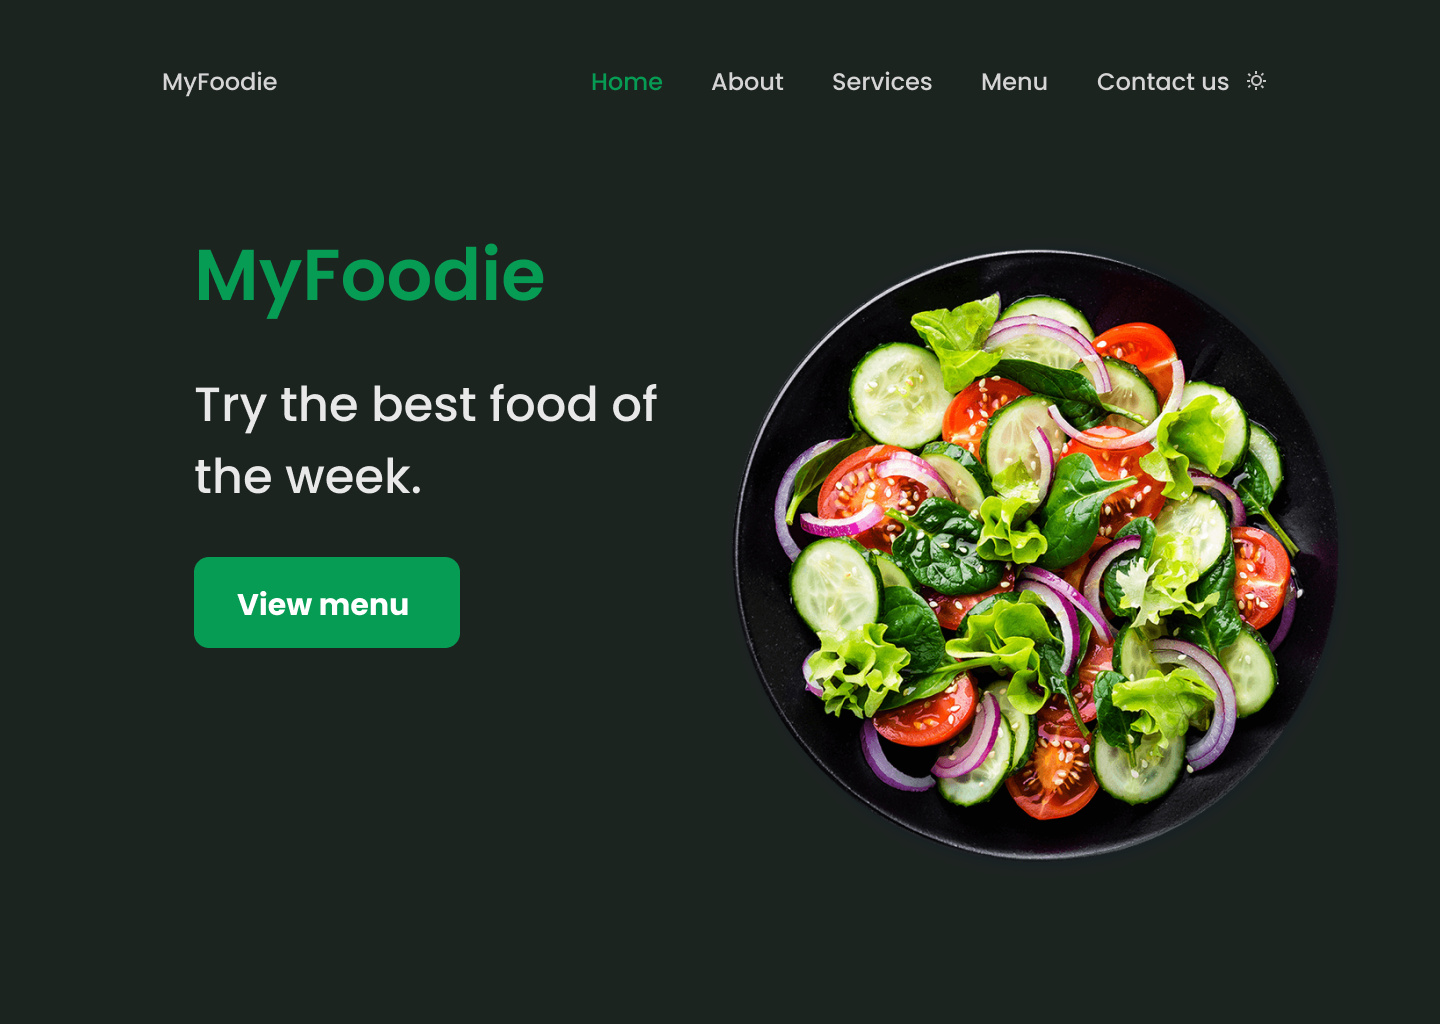 MyFoodie Home About Services Menu Contact us
MyFoodie
Try the best food of
the week.
View menu